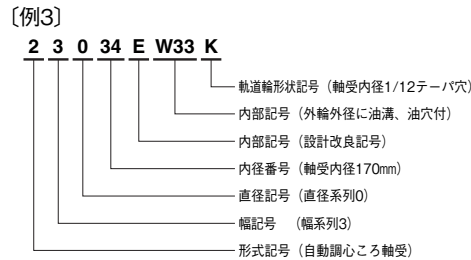 〔例3〕
2 3 0 34 E W33 K
軌道輪形状記号（軸受内径1/12テーパ穴）
内部記号（外輪外径に油溝、油穴付）
内部記号（設計改良記号）
内径番号（軸受内径170㎜）
直径記号（直径系列0）
幅記号　（幅系列3）
形式記号（自動調心ころ軸受）